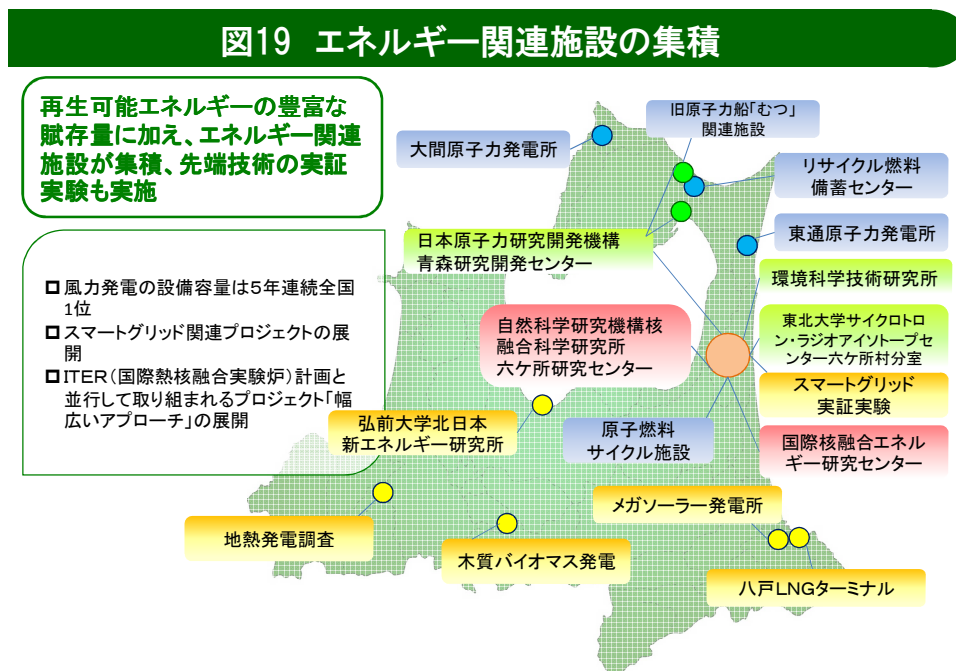 図19 エネルギー関連施設の集積
再生可能エネルギーの豊富な
賦存量に加え、エネルギー関連
施設が集積、先端技術の実証
実験も実施
風力発電の設備容量は５年連続全国
1位
スマートグリッド関連プロジェクトの展
開
ITER(国際熱核融合実験炉)計画と
並行して取り組まれるプロジェクト「幅
広いアプローチ」の展開
大間原子力発電所
旧原子力船「むつ」
関連施設
リサイクル燃料
備蓄センター
日本原子力研究開発機構
青森研究開発センター
東通原子力発電所
環境科学技術研究所
自然科学研究機構核
融合科学研究所
六ケ所研究センター
東北大学サイクロトロ
ン・ラジオアイソトープセ
ンター六ケ所村分室
スマートグリッド
実証実験
弘前大学北日本
新エネルギー研究所
原子燃料
サイクル施設
国際核融合エネル
ギー研究センター
メガソーラー発電所
地熱発電調査
木質バイオマス発電
八戸LNGターミナル